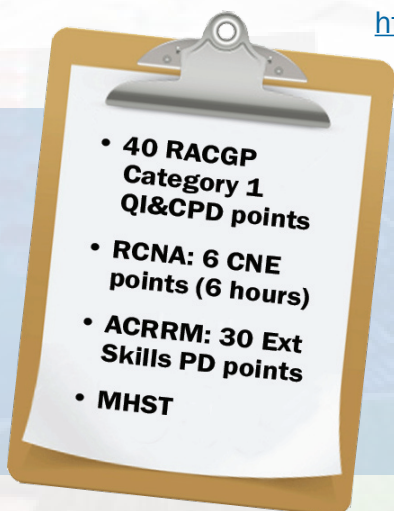 ht
• 40 RACGP
Category 1
QI&CPD points
• RCNA: 6 CNE
points (6 hours)
• ACRRM: 30 Ext
Skills PD points
• MHST